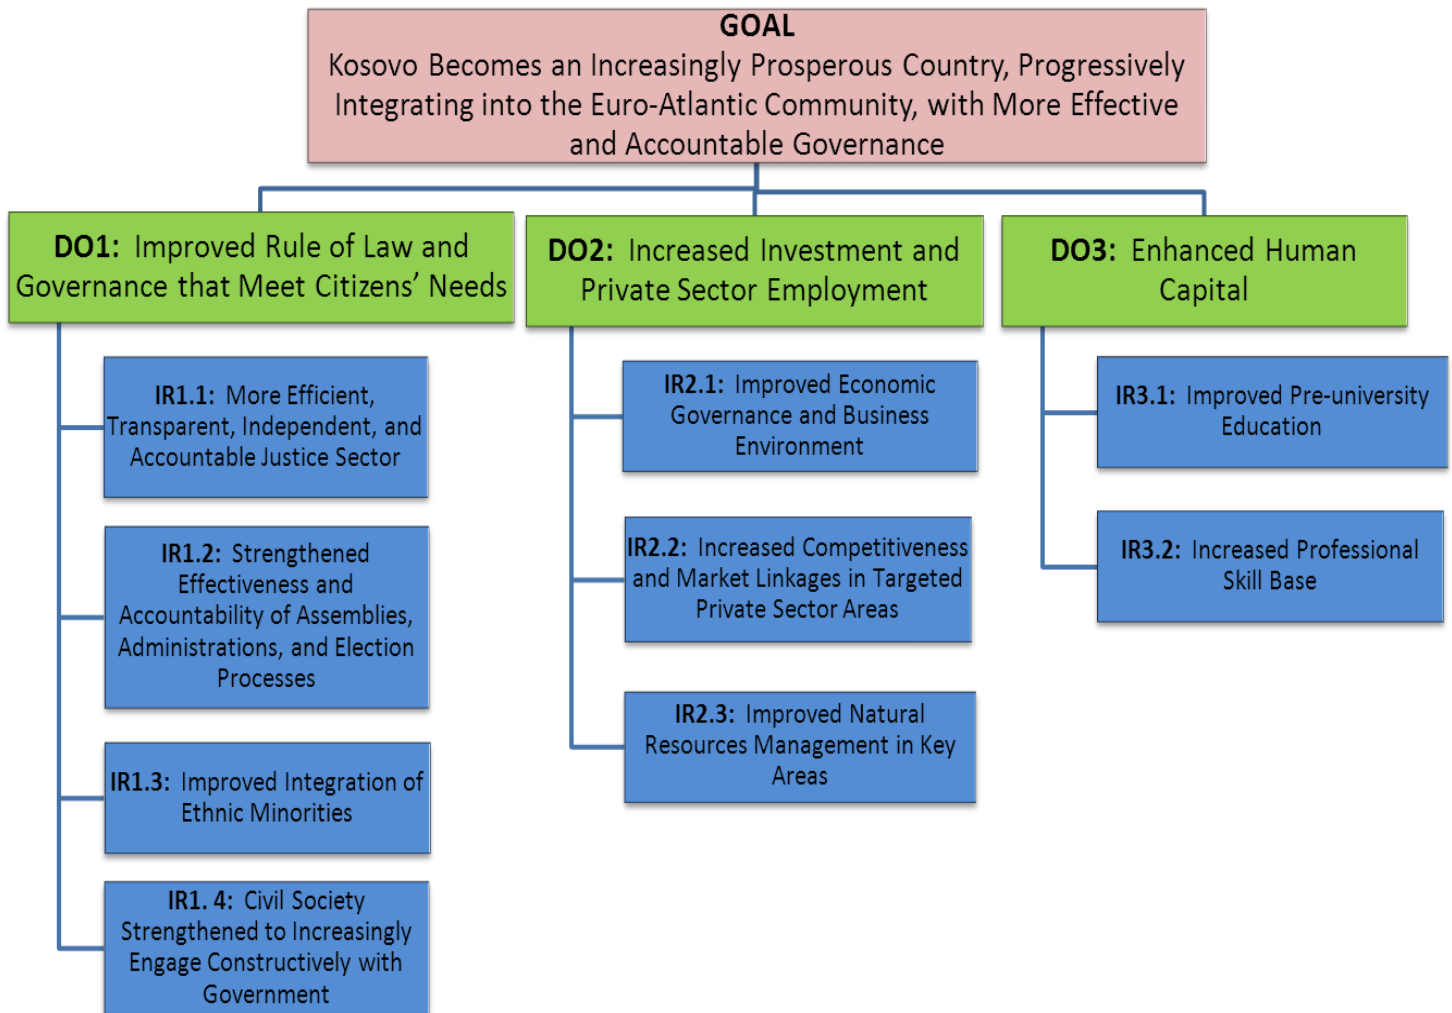 GOAL
Kosovo Becomes an Increasingly Prosperous Country, Progressively
Integrating into the Euro-Atlantic Community, with More Effective
and Accountable Governance
DO1: Improved Rule of Law and
Governance that Meet Citizens’ Needs
IR1.1: More Efficient,
Transparent, Independent, and
Accountable Justice Sector
IR1.2: Strengthened
Effectiveness and
Accountability of Assemblies,
Administrations, and Election
Processes
IR1.3: Improved Integration of
Ethnic Minorities
IR1. 4: Civil Society
Strengthened to Increasingly
Engage Constructively with
Government
DO2: Increased Investment and
Private Sector Employment
IR2.1: Improved Economic
Governance and Business
Environment
IR2.2: Increased Competitiveness
and Market Linkages in Targeted
Private Sector Areas
IR2.3: Improved Natural
Resources Management in Key
Areas
DO3: Enhanced Human
Capital
IR3.1: Improved Pre-university
Education
IR3.2: Increased Professional
Skill Base